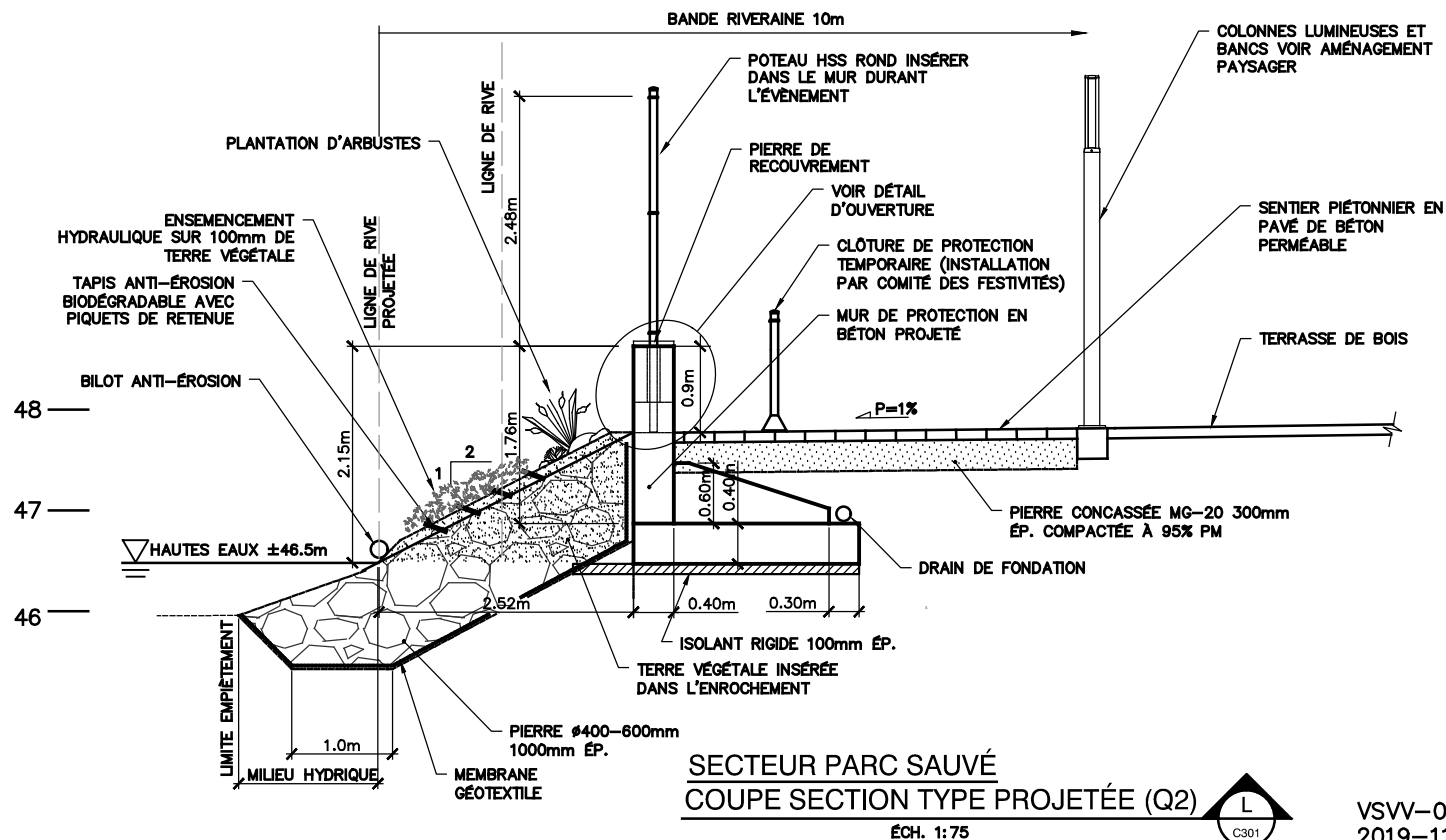 BANDE RIVERAINE 10m
COLONNES LUMINEUSES ET
BANCS VOIR AMÉNAGEMENT
PAYSAGER
POTEAU HSS ROND INSÉRER
DANS LE MUR DURANT
L'ÉVÈNEMENT
LIGNE DE RIVE
PLANTATION D'ARBUSTES
PIERRE DE
RECOUVREMENT
VOIR DÉTAIL
D'OUVERTURE
2.48m
ENSEMENCEMENT
HYDRAULIQUE SUR 100mm DE
TERRE VÉGÉTALE
LIGNE DE RIVE
PROJETÉE
SENTIER PIÉTONNIER EN
PAVÉ DE BÉTON
PERMÉABLE
CLÔTURE DE PROTECTION
TEMPORAIRE (INSTALLATION
PAR COMITÉ DES FESTIVITÉS)
TAPIS ANTI-ÉROSION
BIODÉGRADABLE AVEC
PIQUETS DE RETENUE
MUR DE PROTECTION EN
BÉTON PROJETÉ
TERRASSE DE BOIS
BILOT ANTI-ÉROSION
0.9m
48
P=1%
2.15m
1.76m
1
2
0.60m
0.40m
47
PIERRE CONCASSÉE MG-20 300mm
ÉP. COMPACTÉE À 95% PM
HAUTES EAUX ±46.5m
DRAIN DE FONDATION
46
2.52m
0.40m
0.30m
ISOLANT RIGIDE 100mm ÉP.
TERRE VÉGÉTALE INSÉRÉE
DANS L'ENROCHEMENT
LIMITE EMPIÈTEMENT
PIERRE ø400-600mm
1000mm ÉP.
1.0m
MILIEU HYDRIQUE
MEMBRANE
GÉOTEXTILE
SECTEUR PARC SAUVÉ
COUPE SECTION TYPE PROJETÉE (Q2)
L
C301
ÉCH. 1:75
VSVV-0